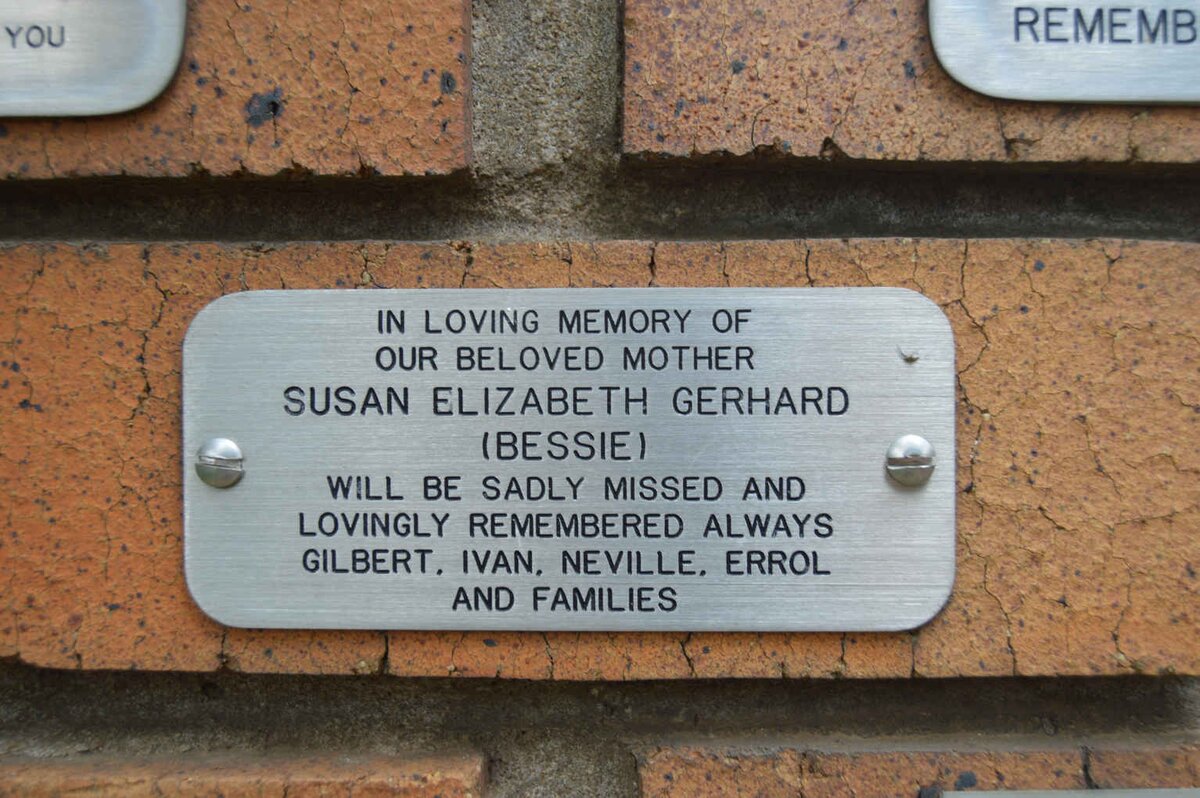 YOU
REMEMB
IN LOVING MEMORY OF
OUR BELOVED MOTHER
SUSAN ELIZABETH GERHARD
(BESSIE)
WILL BE SADLY MISSED AND
LOVINGLY REMEMBERED ALWAYS
GILBERT, IVAN, NEVILLE, ERROL
AND FAMILIES